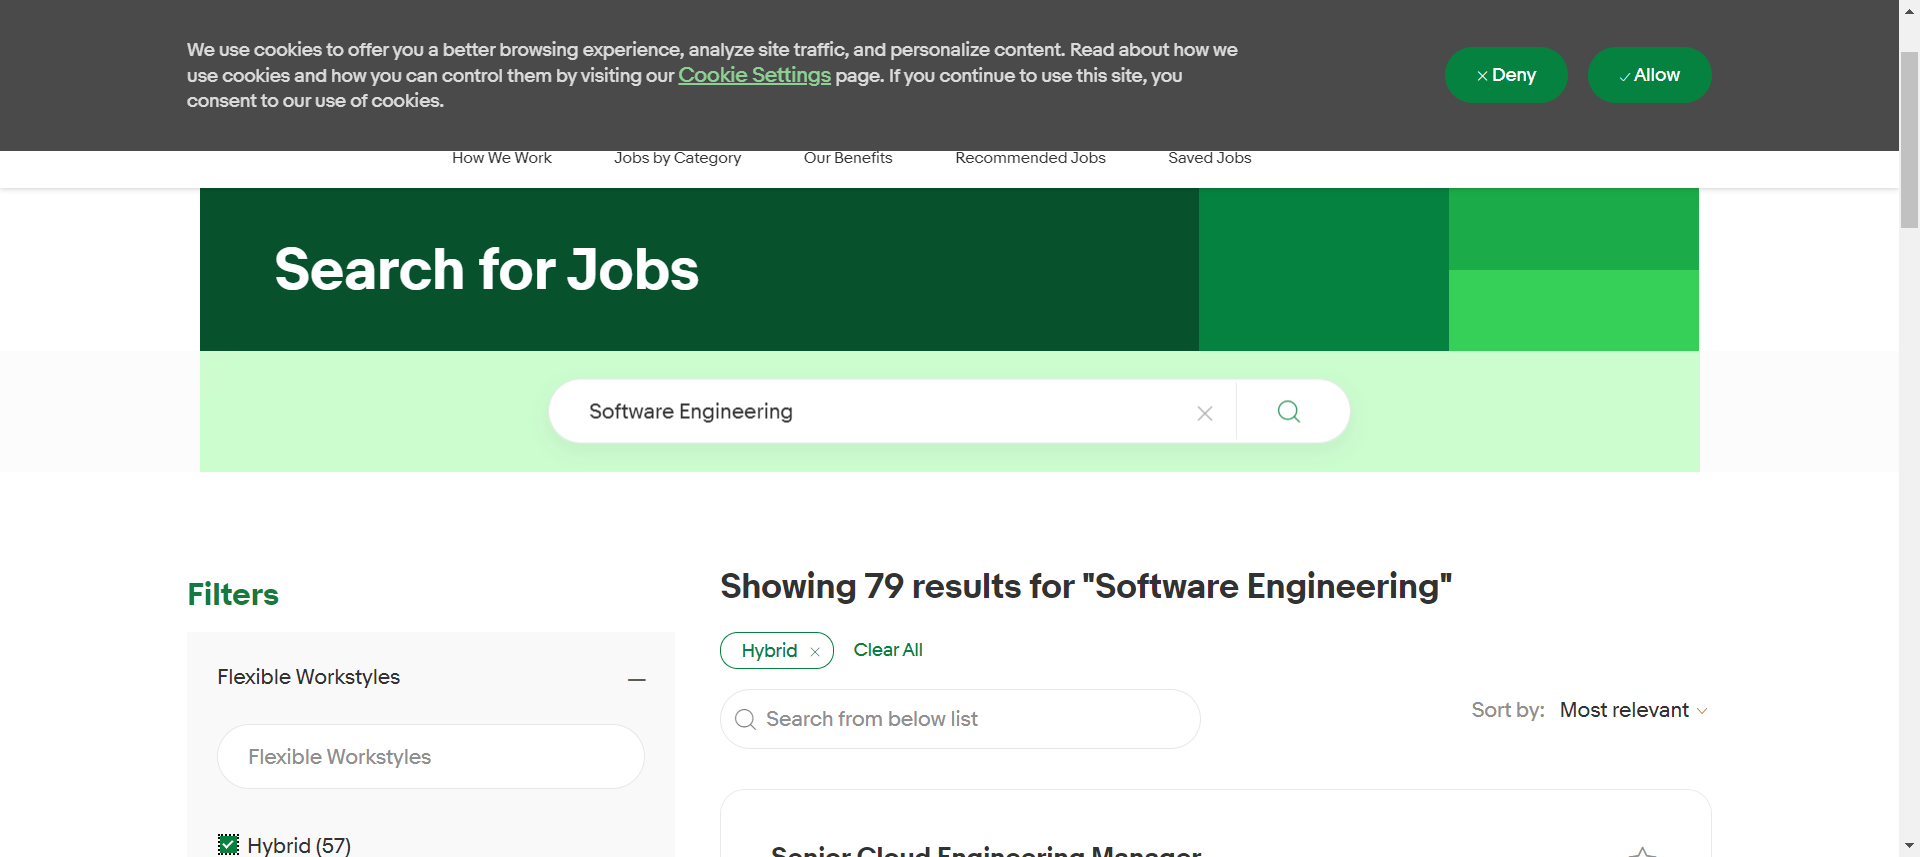 We use cookies to offer you a better browsing experience, analyze site traffic, and personalize content. Read about how we
use cookies and how you can control them by visiting our Cookie Settings page. If you continue to use this site, you
consent to our use of cookies.
Deny
Allow
How We Work
Jobs by Category
Our Benefits
Recommended Jobs
Saved Jobs
Search for Jobs
Software Engineering
Filters
Flexible Workstyles
Flexible Workstyles
Hybrid (57)
Showing 79 results for "Software Engineering"
Hybrid
Clear All
Search from below list
Sort by: Most relevant
Senior Cloud Engineering Manager